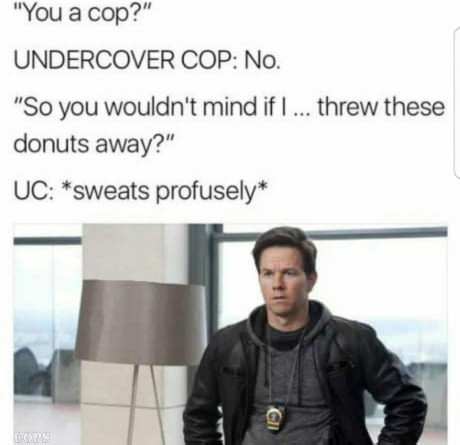 "You a cop?"
UNDERCOVER COP: No.
"So you wouldn't mind if I ... threw these
donuts away?"
UC: *sweats profusely*